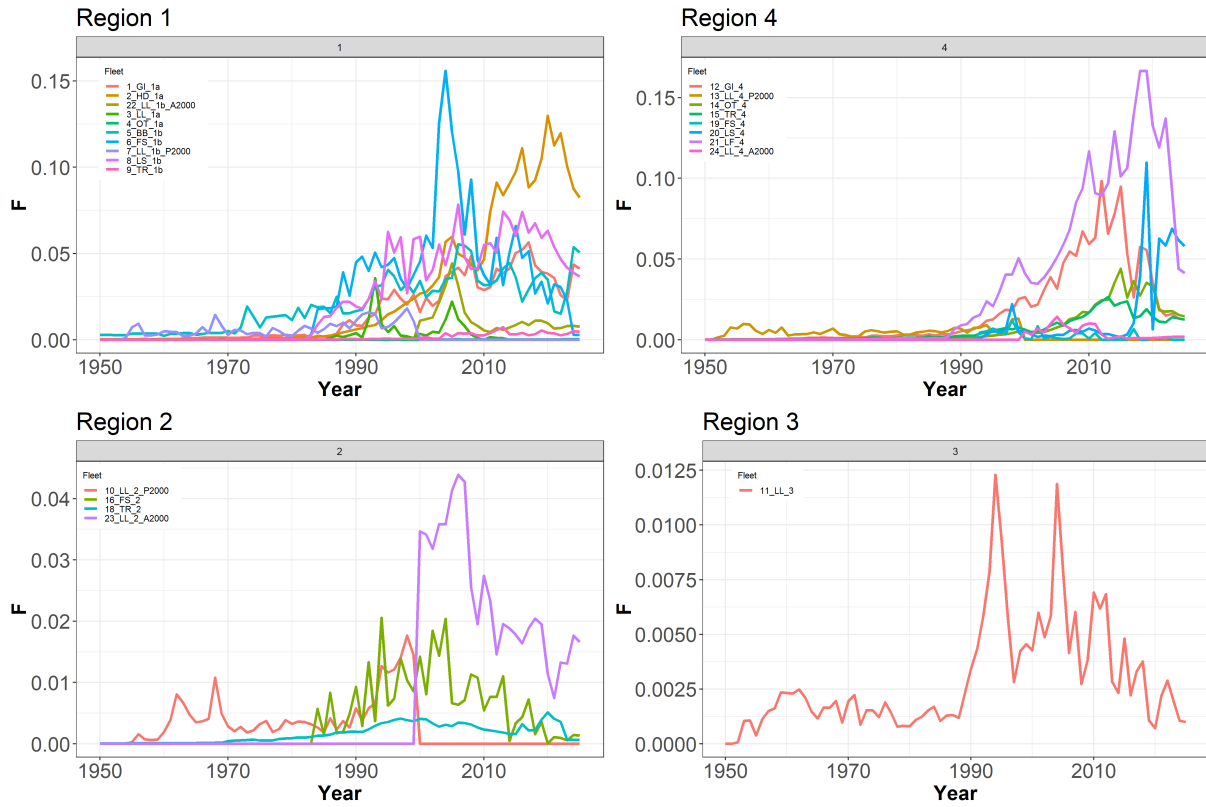 Region 1
1
Fleet
1_GI_1a
2_HD_1a
22_LL_1b_A2000
3_LL_1a
4_OT_1a
5_BB_1b
6_FS_1b
7_LL_1b_P2000
8_LS_1b
9_TR_1b
F
0.15
0.10
0.05
0.00
1950 1970 1990 2010
Year
Region 4
4
Fleet
12_GI_4
13_LL_4_P2000
14_OT_4
15_TR_4
19_FS_4
20_LS_4
21_LF_4
24_LL_4_A2000
F
0.15
0.10
0.05
0.00
1950 1970 1990 2010
Year
Region 2
2
Fleet
10_LL_2_P2000
16_FS_2
18_TR_2
23_LL_2_A2000
F
0.04
0.03
0.02
0.01
0.00
1950 1970 1990 2010
Year
Region 3
3
Fleet
11_LL_3
F
0.0125
0.0100
0.0075
0.0050
0.0025
0.0000
1950 1970 1990 2010
Year